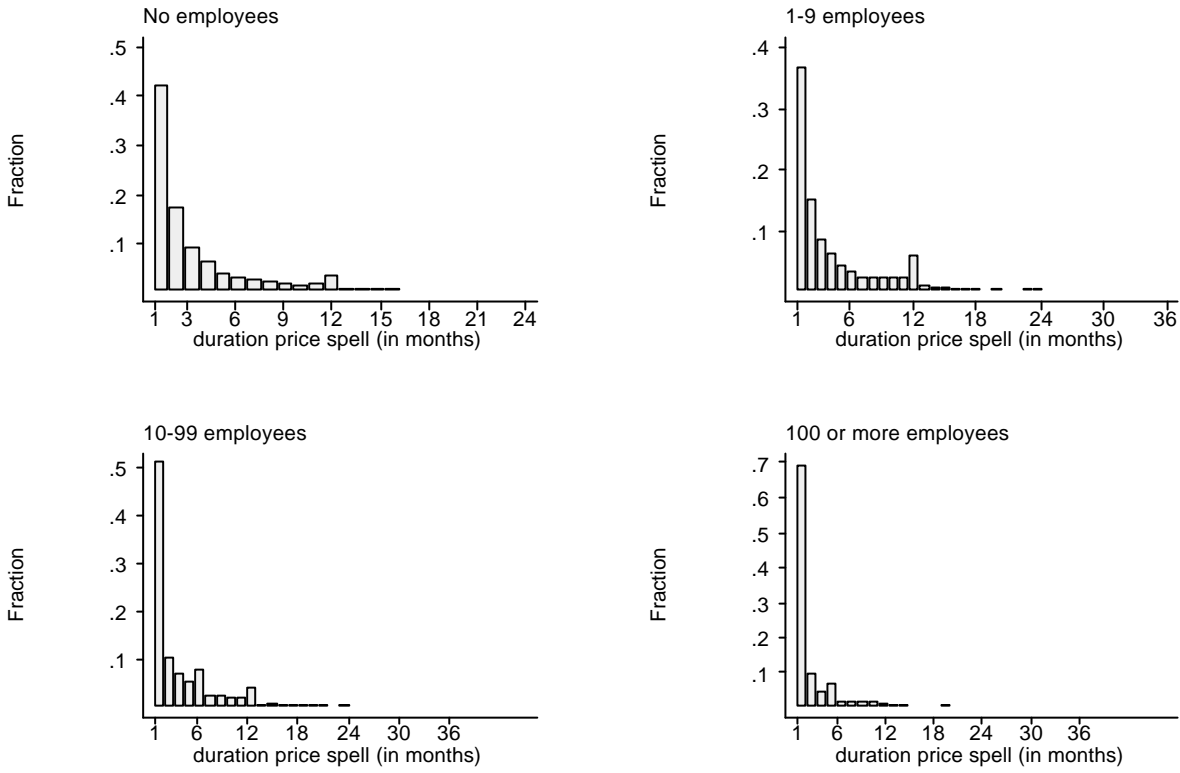 No employees
Fraction
.5
.4
.3
.2
.1
1 3 6 9 12 15 18 21 24
duration price spell (in months)
1-9 employees
Fraction
.4
.3
.2
.1
1 6 12 24 30 36
duration price spell (in months)
10-99 employees
Fraction
.5
.4
.3
.2
.1
1 6 12 18 24 30 36
duration price spell (in months)
100 or more employees
Fraction
.7
.6
.5
.4
.3
.2
.1
1 6 12 18 24 30 36
duration price spell (in months)